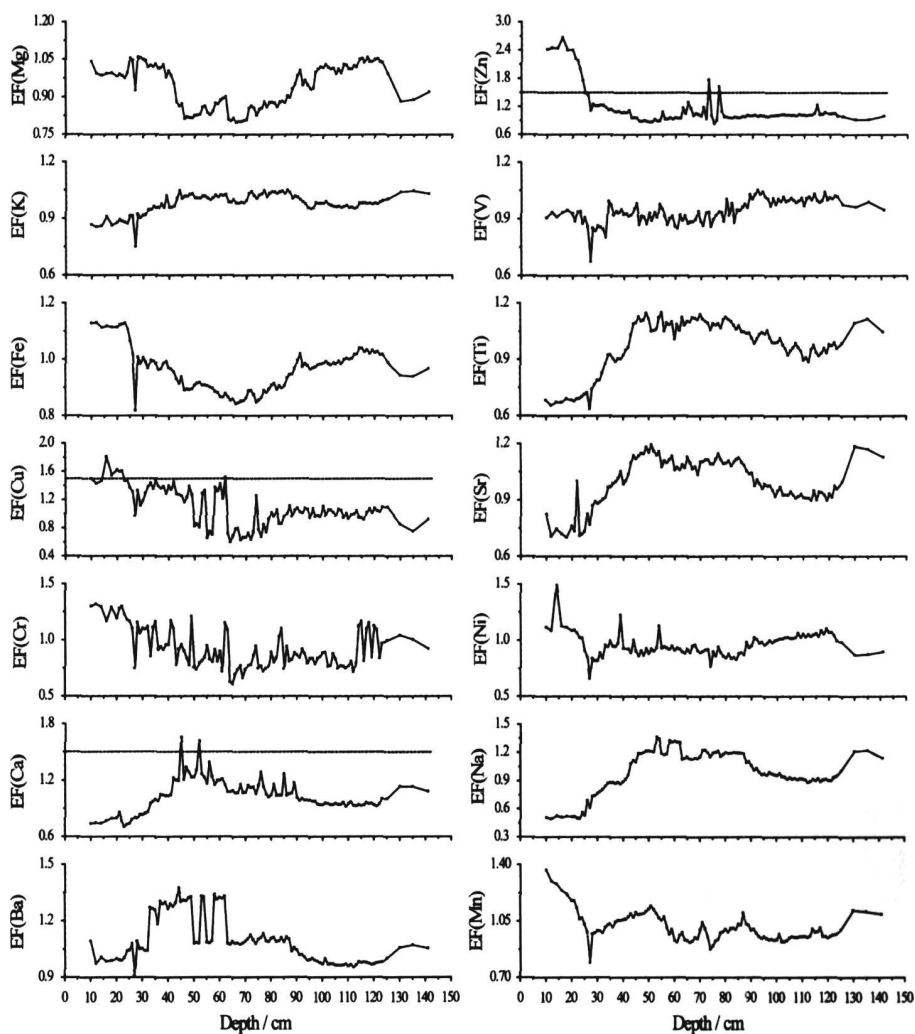 1.20
1.05
0.90
0.75
EF(Mg)
3.0
2.4
1.8
1.2
0.6
EF(Zn)
1.2
0.9
0.6
EF(K)
1.2
0.9
0.6
EF(V)
1.2
1.0
0.8
EF(Fe)
1.4
1.0
0.6
EF(Ti)
2.0
1.6
1.2
0.8
0.4
EF(Cu)
1.2
0.9
0.6
EF(Sr)
1.5
1.0
0.5
EF(Cr)
1.5
1.0
0.5
EF(Ni)
1.8
1.2
0.6
EF(Ca)
1.5
1.2
0.9
0.6
0.3
EF(Na)
1.5
1.2
0.9
EF(Ba)
1.40
1.05
0.70
EF(Mn)
0 10 20 30 40 50 60 70 80 90 100 110 120 130 140 150
Depth / cm
0 10 20 30 40 50 60 70 80 90 100 110 120 130 140 150
Depth / cm